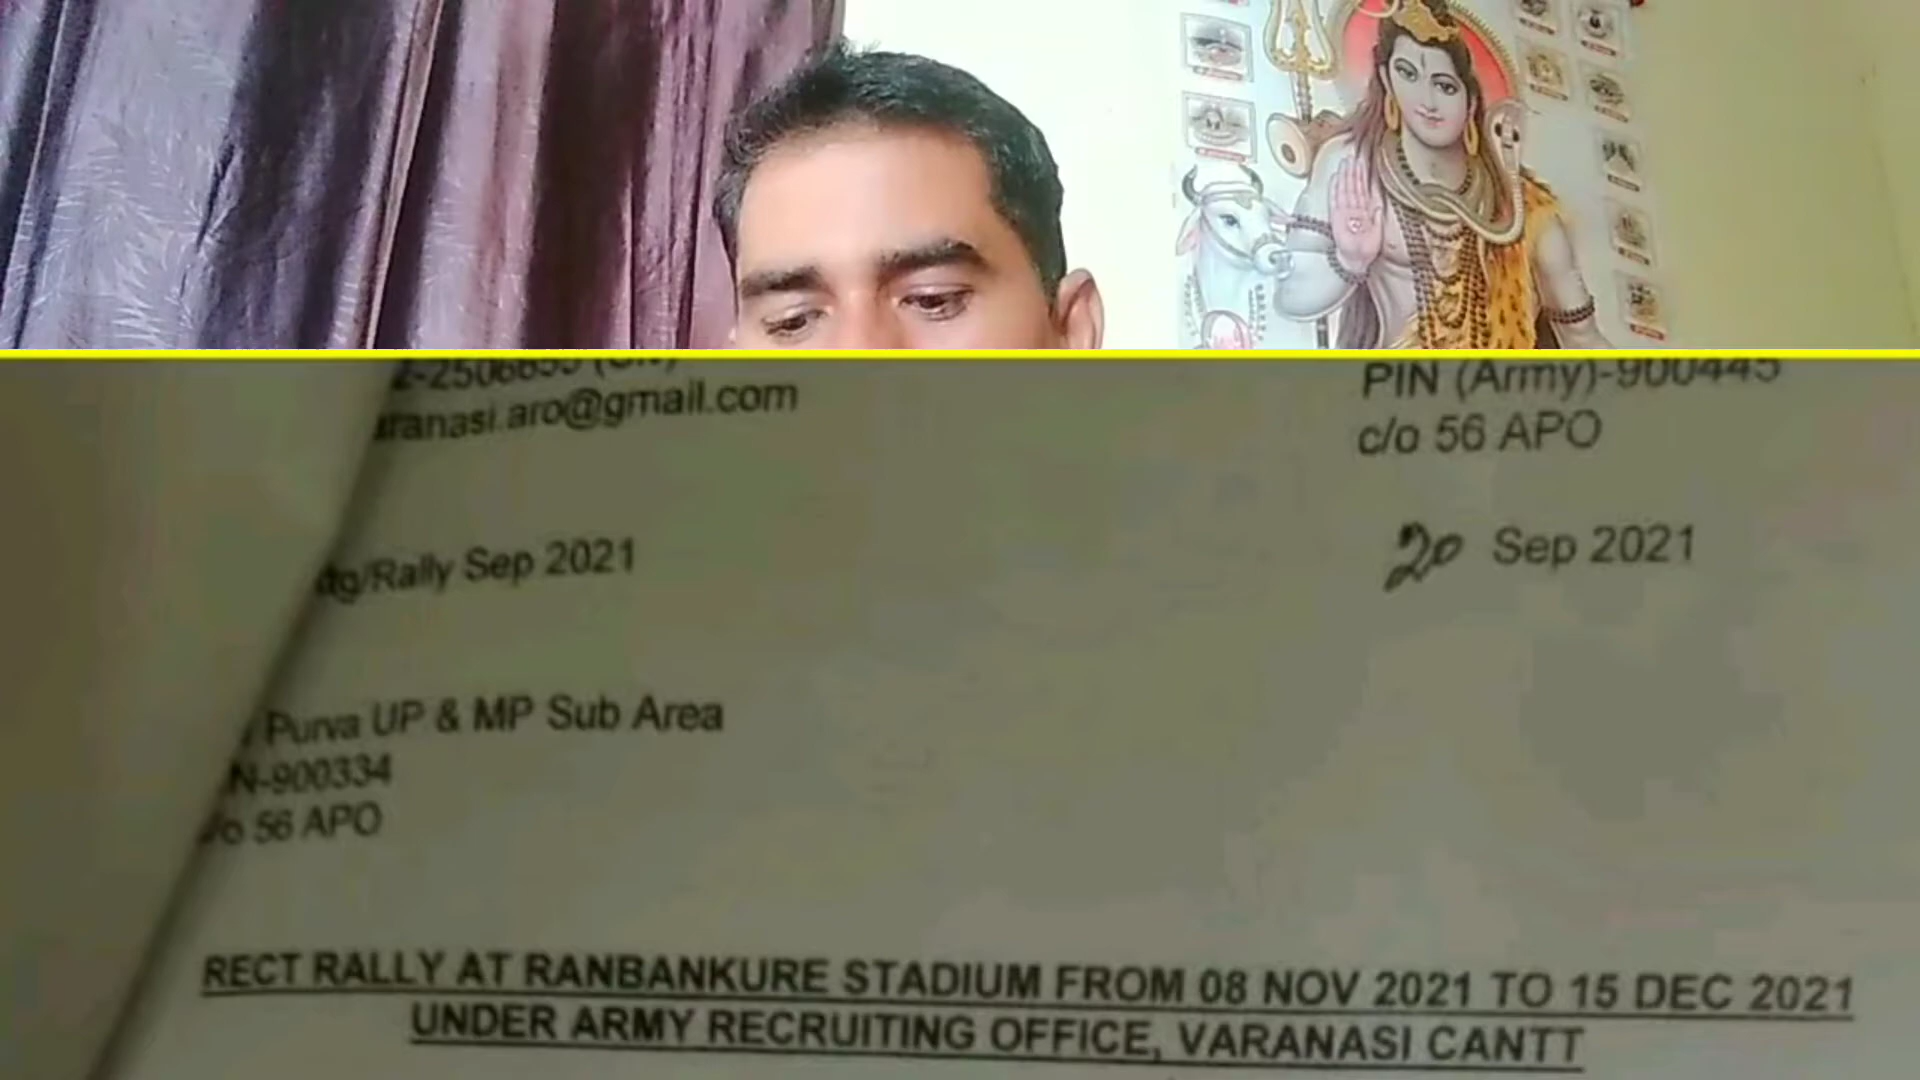 aranasi.aro@gmail.com
PIN (Army)-900445
c/o 56 APO
/Rally Sep 2021
20 Sep 2021
Purva UP & MP Sub Area
N-900334
56 APO
RECT RALLY AT RANBANKURE STADIUM FROM 08 NOV 2021 TO 15 DEC 2021
UNDER ARMY RECRUITING OFFICE, VARANASI CANTT